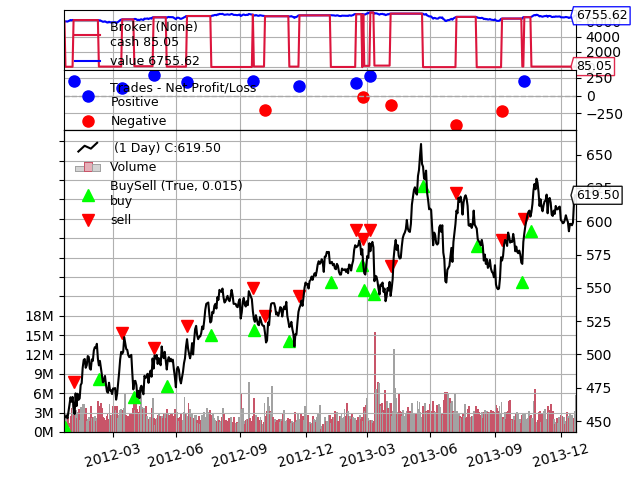 Broker (None)
cash 85.05
value 6755.62
6755.62
4000
2000
85.05
Trades - Net Profit/Loss
Positive
Negative
250
0
−250
(1 Day) C:619.50
Volume
BuySell (True, 0.015)
buy
sell
650
619.50
600
575
550
525
500
475
450
18M
15M
12M
9M
6M
3M
0M
2012-03
2012-06
2012-09
2012-12
2013-03
2013-06
2013-09
2013-12